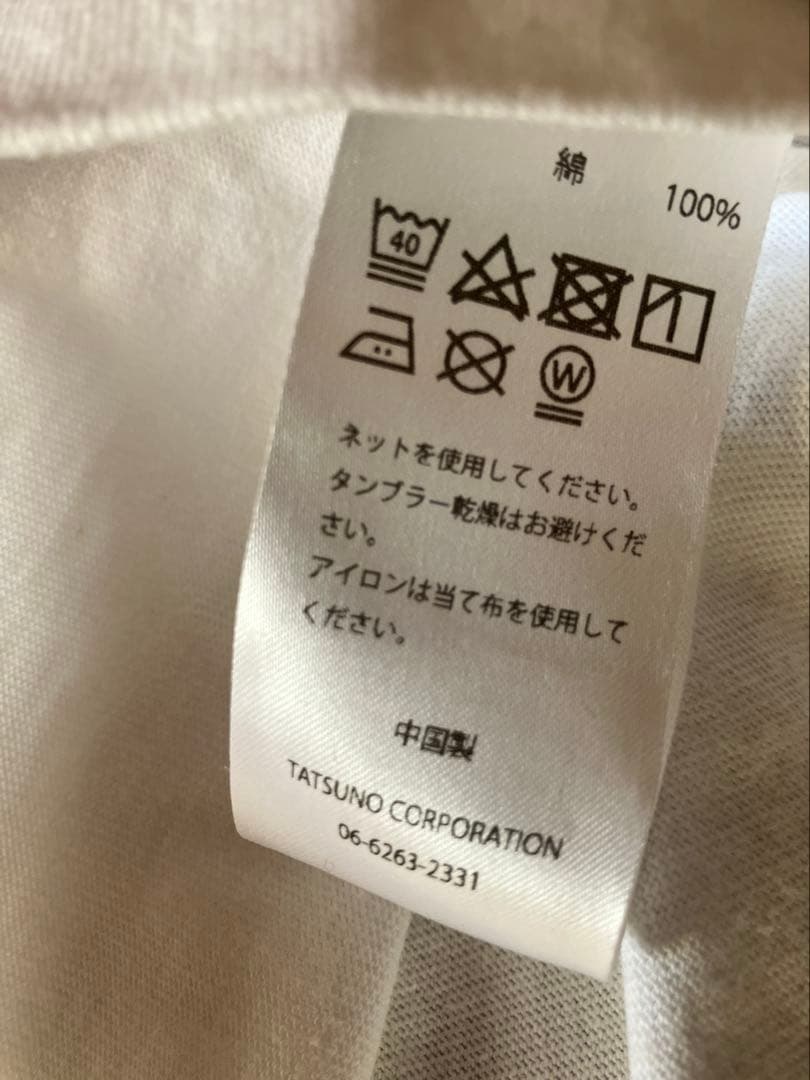 綿 100%
40
W
ネットを使用してください。
タンブラー乾燥はお避けくだ
さい。
アイロンは当て布を使用して
ください。
中国製
TATSUNO CORPORATION
06-6263-2331